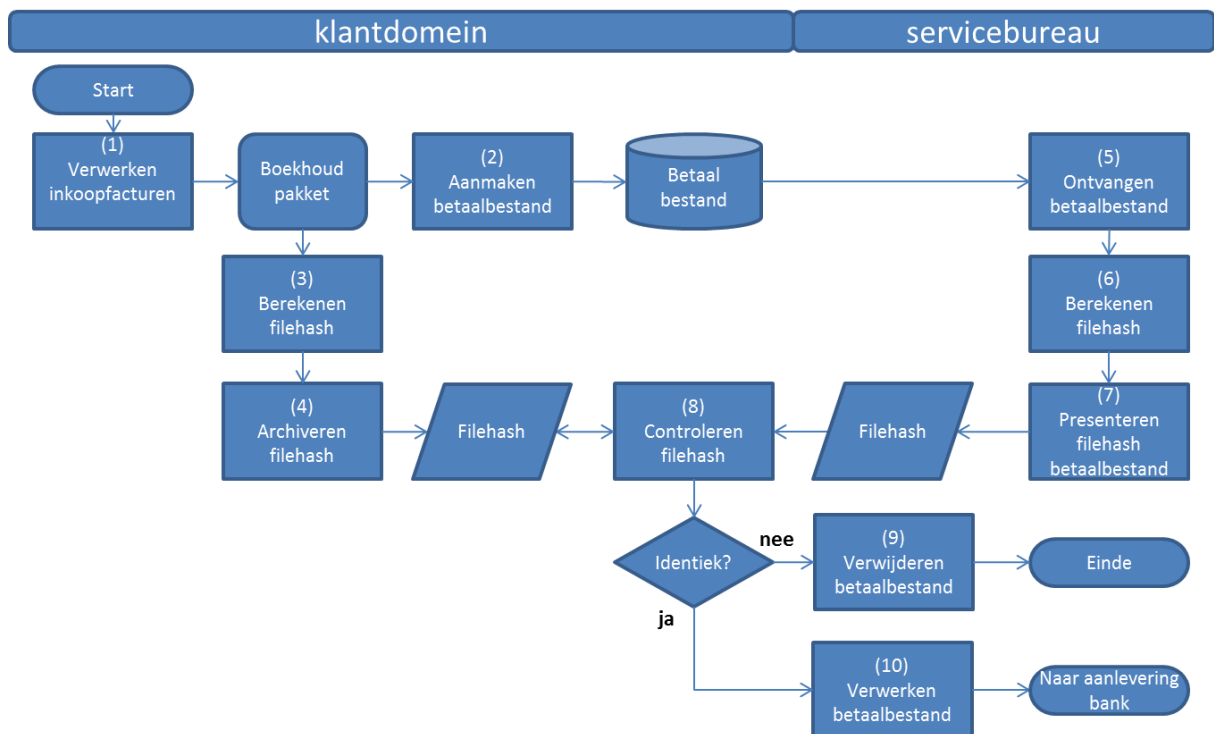 klantdomein
servicebureau
Start
(1)
Verwerken
inkoopfacturen
Boekhoud
pakket
(2)
Aanmaken
betaalbestand
Betaal
bestand
(5)
Ontvangen
betaalbestand
(3)
Berekenen
filehash
(6)
Berekenen
filehash
(4)
Archiveren
filehash
Filehash
(8)
Controleren
filehash
Filehash
(7)
Presenteren
filehash
betaalbestand
Identiek?
nee
(9)
Verwijderen
betaalbestand
Einde
ja
(10)
Verwerken
betaalbestand
Naar aanlevering
bank